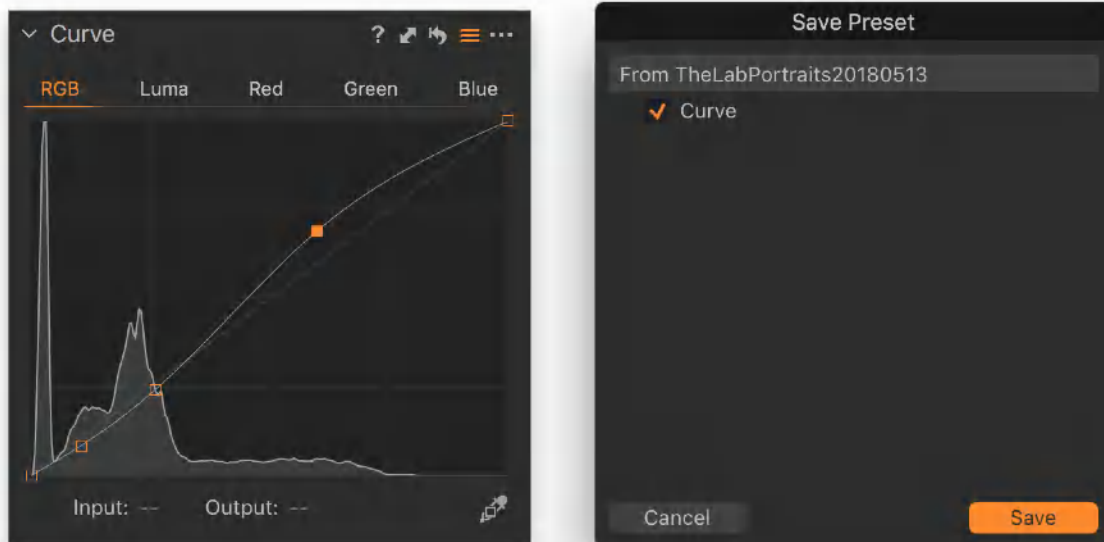 Curve ?
RGB Luma Red Green Blue
Input: -- Output: --
Save Preset
From TheLabPortraits20180513
Curve
Cancel Save